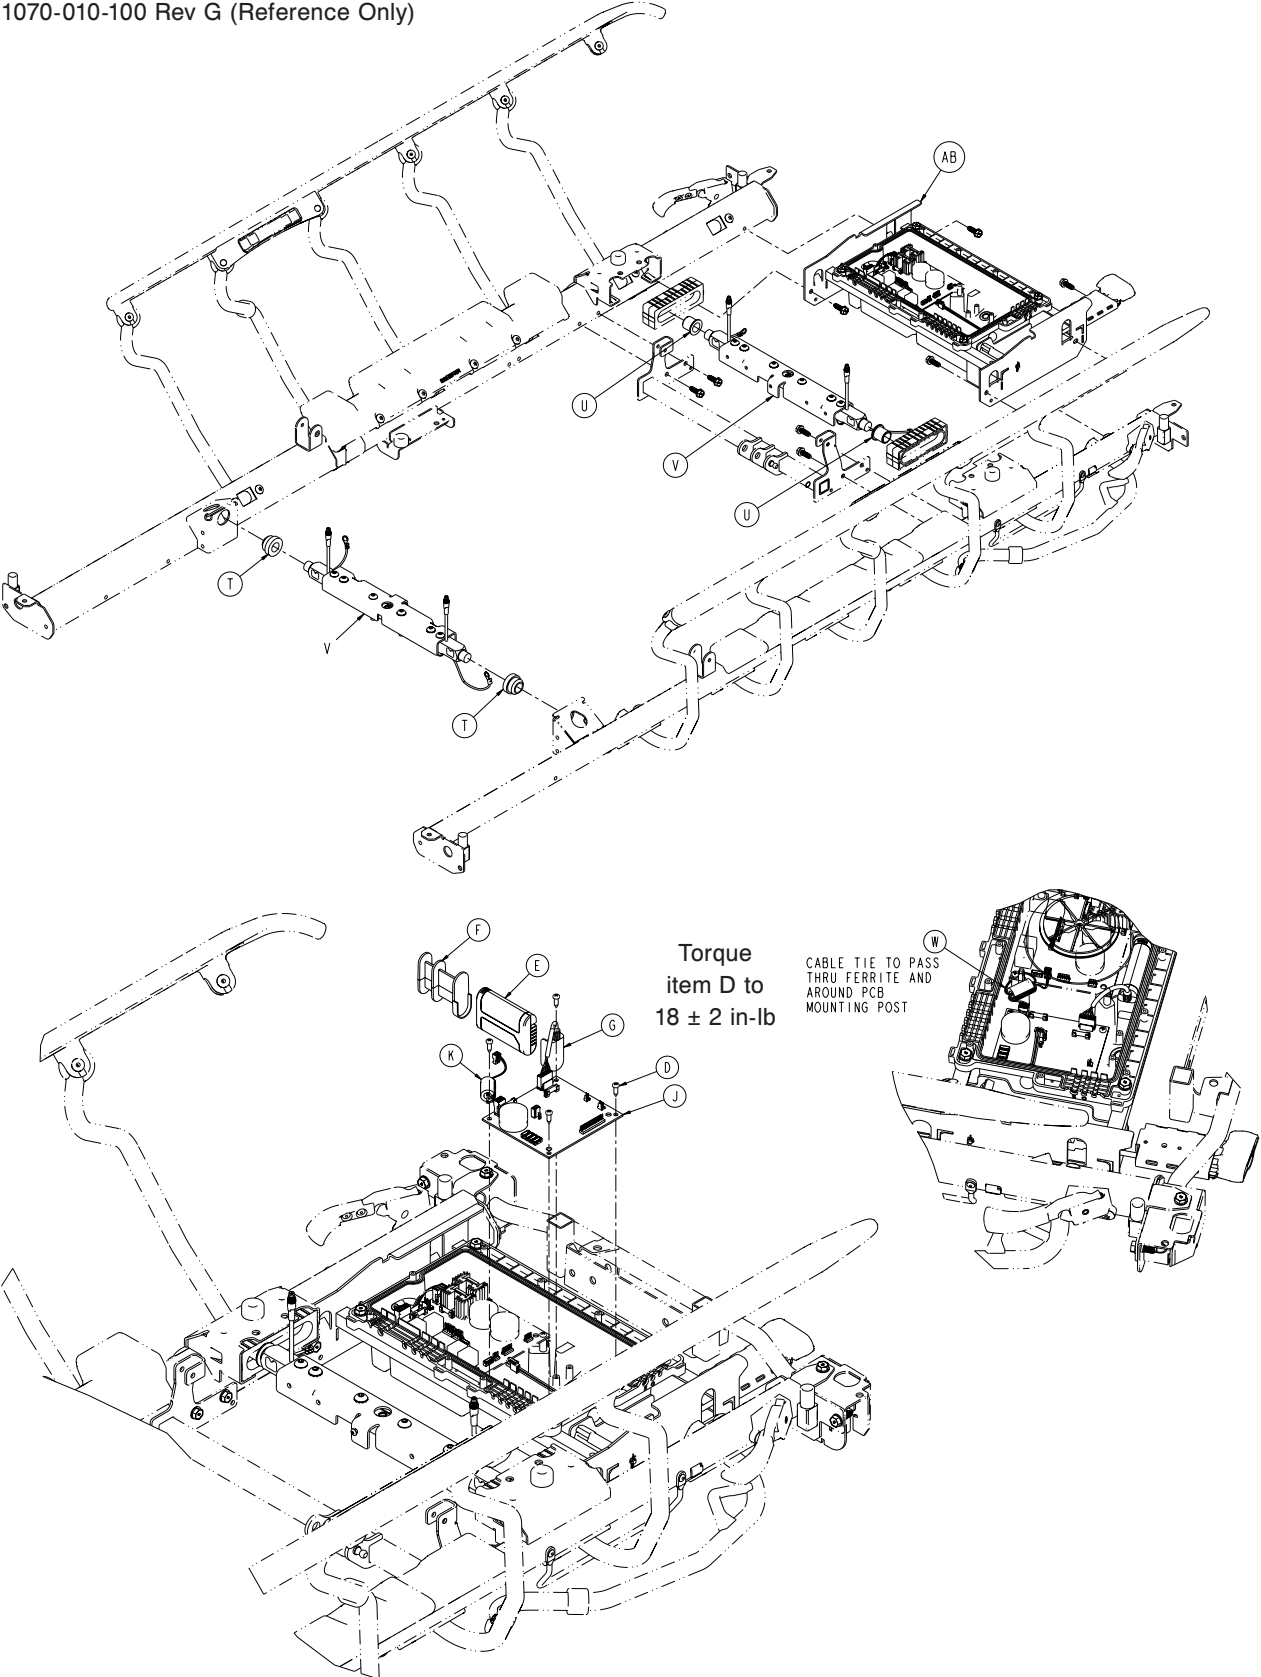 1070-010-100 Rev G (Reference Only)
AB
U
V
U
T
V
T
F
E
G
K
D
J
Torque
item D to
18 ± 2 in-lb
W
CABLE TIE TO PASS
THRU FERRITE AND
AROUND PCB
MOUNTING POST